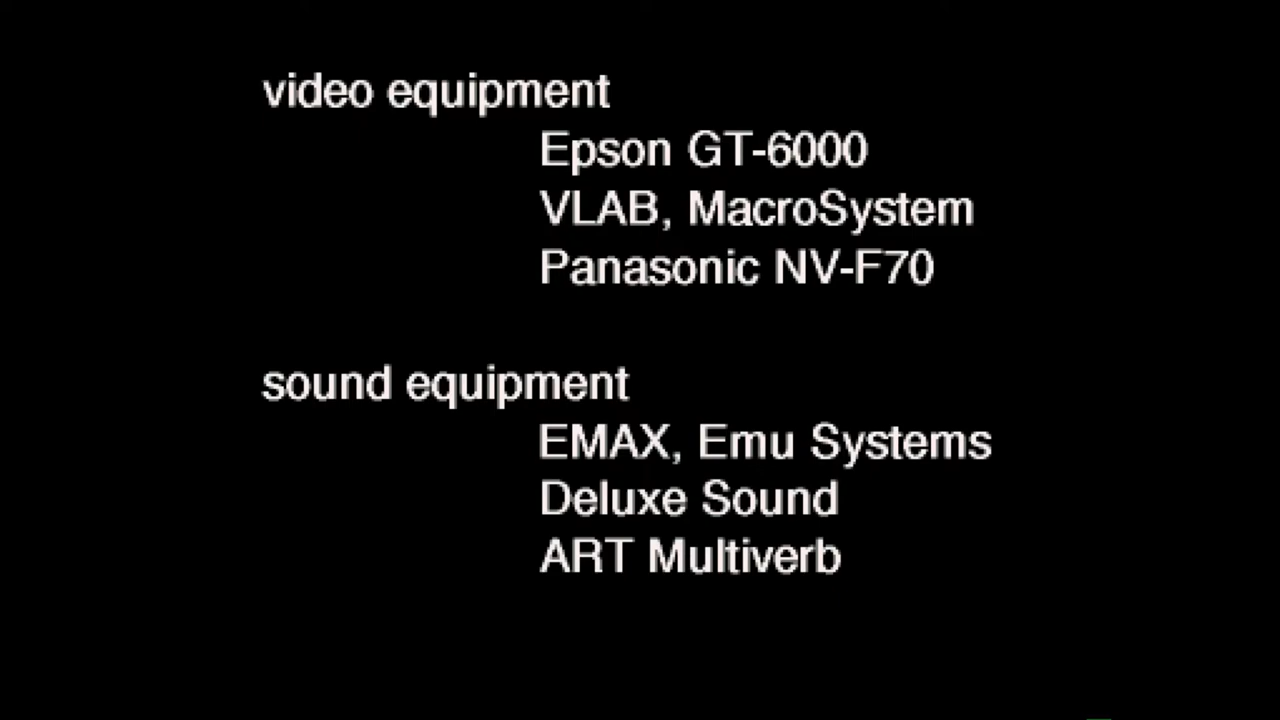 video equipment
Epson GT-6000
VLAB, MacroSystem
Panasonic NV-F70
sound equipment
EMAX, Emu Systems
Deluxe Sound
ART Multiverb